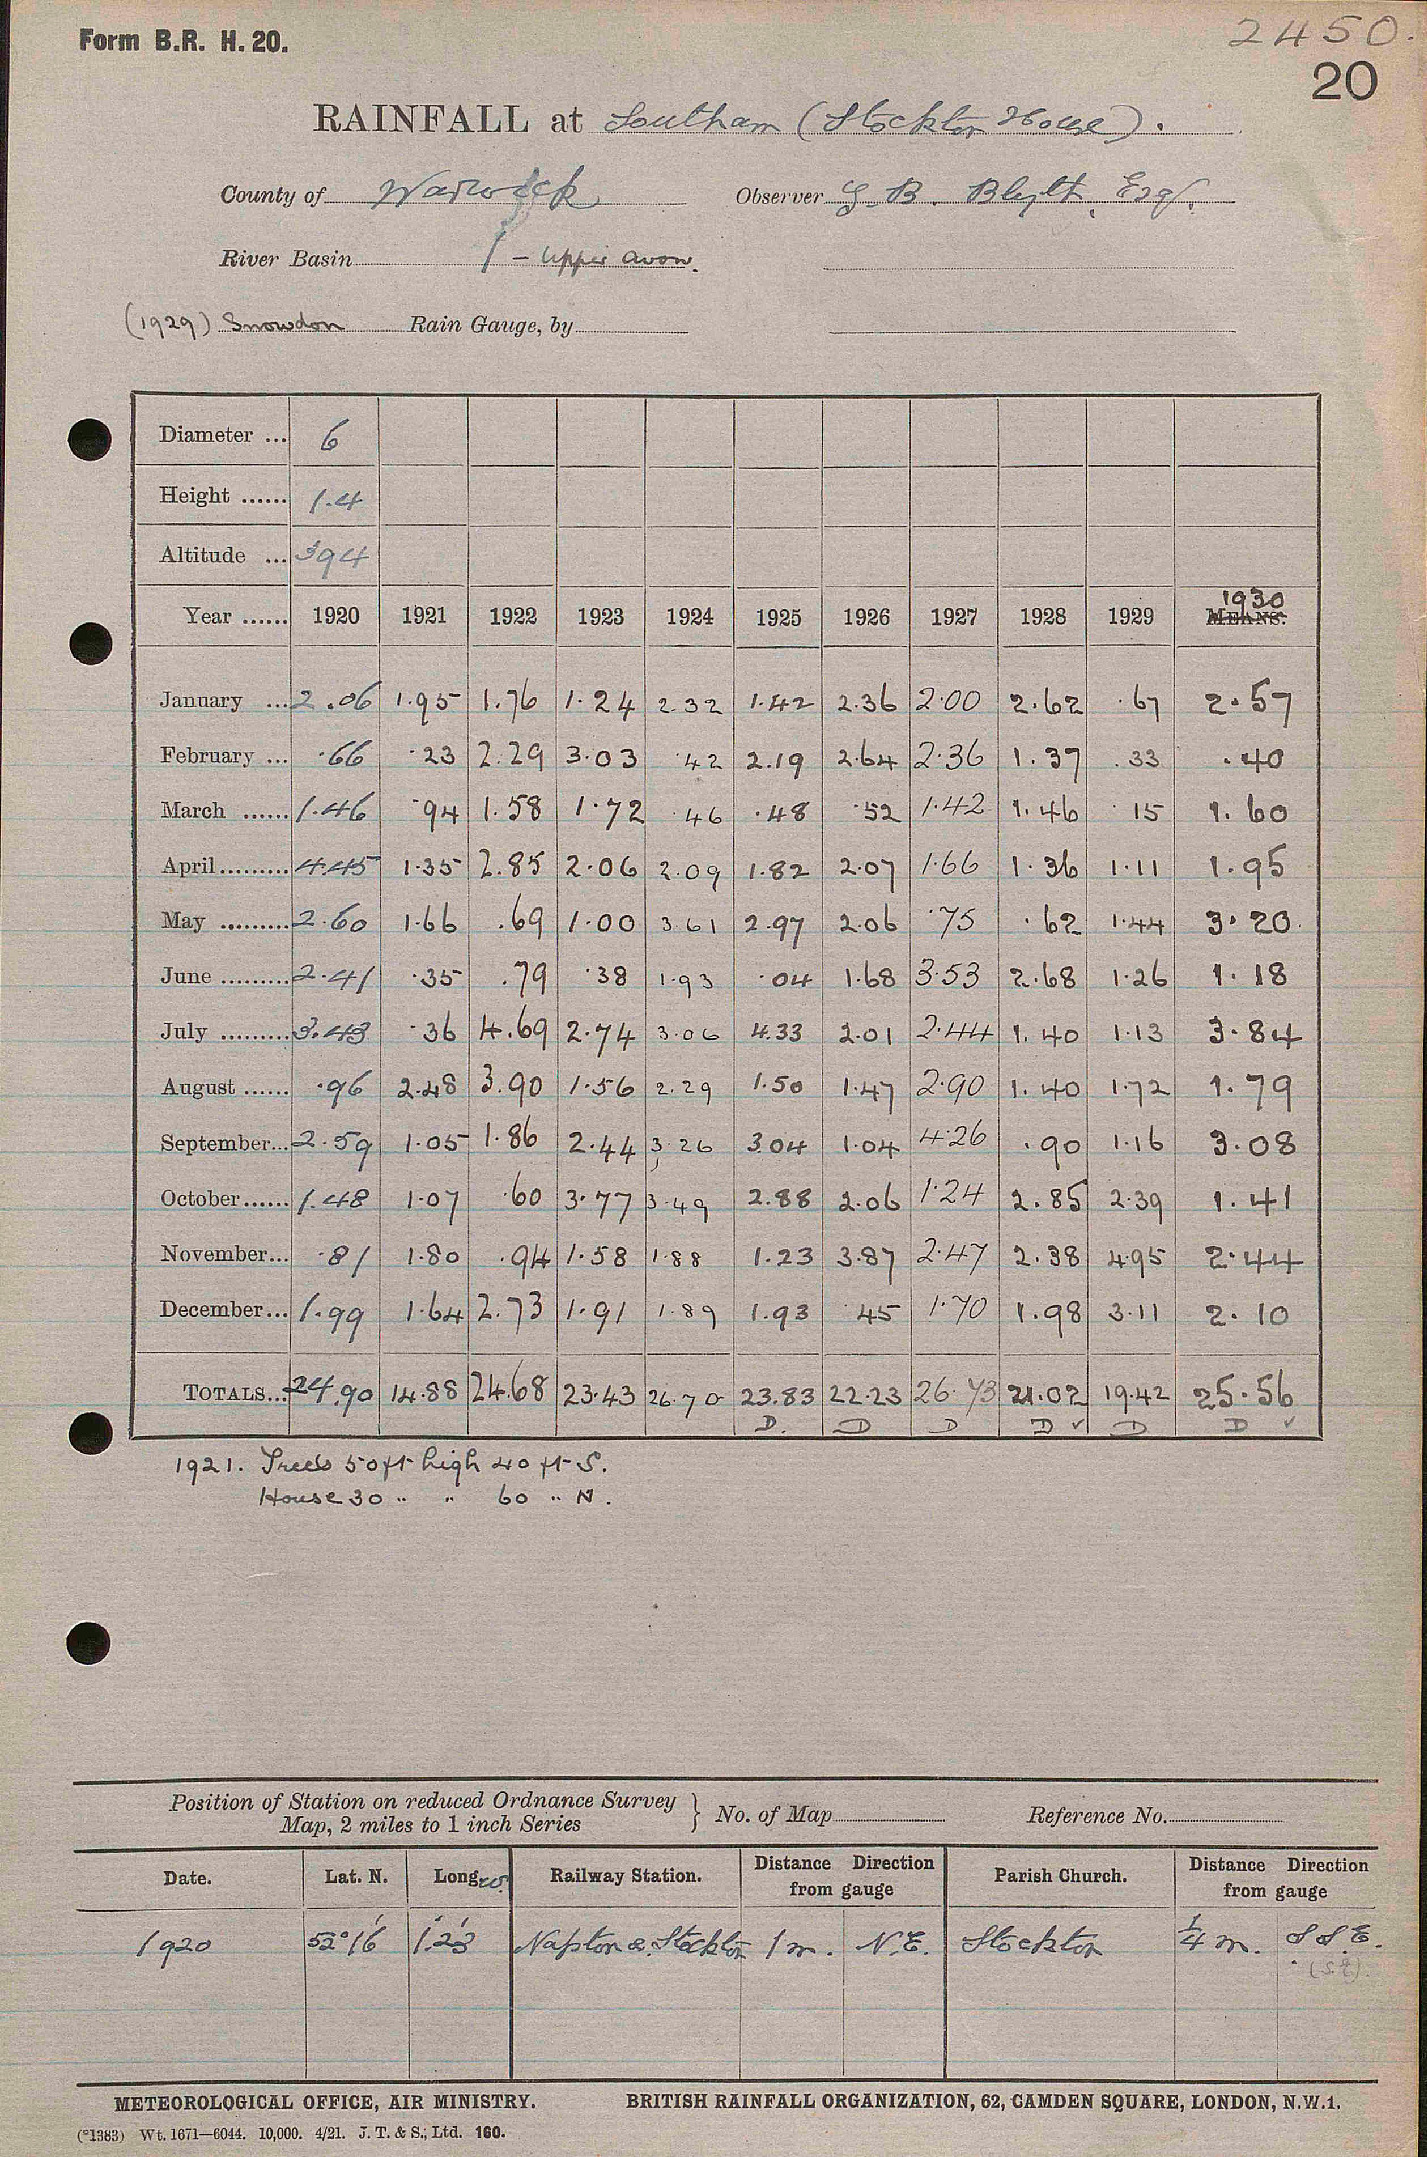 Form B.R. H. 20. 2450.
20
RAINFALL at Southam (Stockton House).
County of Warwick Observer G. B. Blyth, Esq.
River Basin 1 - Upper Avon.
(1929) Snowdon Rain Gauge, by
Diameter ... 6
Height ...... 1.4
Altitude ... 394
1930
Year ...... 1920 1921 1922 1923 1924 1925 1926 1927 1928 1929 MEANS.
January ... 2.06 1.95 1.76 1.24 2.32 1.42 2.36 2.00 2.62 .67 2.57
February ... .66 .23 2.29 3.03 .42 2.19 2.64 2.36 1.37 .33 .40
March ...... 1.46 .94 1.58 1.72 .46 .48 .52 1.42 1.46 .15 1.60
April......... 4.45 1.35 2.85 2.06 2.09 1.82 2.07 1.66 1.36 1.11 1.95
May ......... 2.60 1.66 .69 1.00 3.61 2.97 2.06 .75 .62 1.44 3.20
June ......... 2.41 .35 .79 .38 1.93 .04 1.68 3.53 2.68 1.26 1.18
July ......... 3.43 .36 4.69 2.74 3.06 4.33 2.01 2.44 1.40 1.13 3.84
August ...... .96 2.48 3.90 1.56 2.29 1.50 1.47 2.90 1.40 1.72 1.79
September... 2.59 1.05 1.86 2.44 3.26 3.04 1.04 4.26 .90 1.16 3.08
October...... 1.48 1.07 .60 3.77 3.49 2.88 2.06 1.24 2.85 2.39 1.41
November... .81 1.80 .94 1.58 1.88 1.23 3.87 2.47 2.38 4.95 2.44
December... 1.99 1.64 2.73 1.91 1.89 1.93 .45 1.70 1.98 3.11 2.10
TOTALS... 24.90 14.88 24.68 23.43 26.70 23.83 22.23 26.73 21.02 19.42 25.56
D. D D D ✓ D D ✓
1921. Trees 50 ft high 40 ft S.
House 30 " " 60 " N.
Position of Station on reduced Ordnance Survey
Map, 2 miles to 1 inch Series } No. of Map Reference No.
Date. Lat. N. Long W. Railway Station. Distance Direction from gauge Parish Church. Distance Direction from gauge
1920 52° 16' 1° 23' Napton & Stockton 1 m. N.E. Stockton 1/4 m. S S E.
(S.E).
METEOROLOGICAL OFFICE, AIR MINISTRY. BRITISH RAINFALL ORGANIZATION, 62, CAMDEN SQUARE, LONDON, N.W.1.
(*1383) Wt. 1671—6044. 10,000. 4/21. J. T. & S., Ltd. 160.